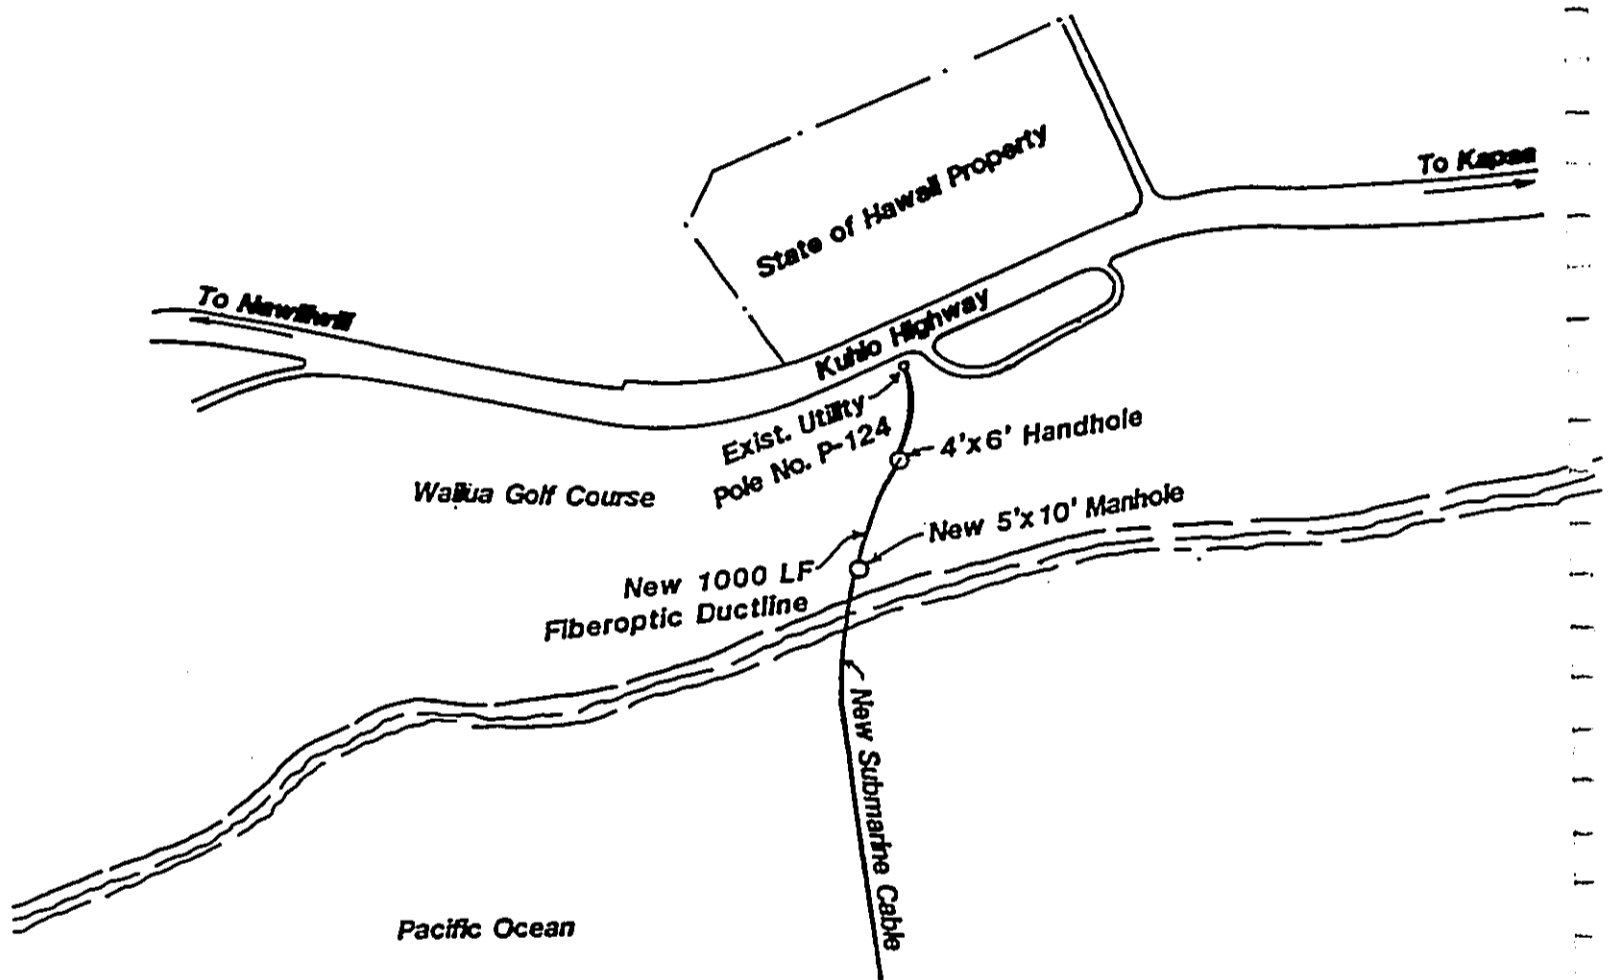 To Kapaa
State of Hawaii Property
To Nawiliwili
Kuhio Highway
Exist. Utility
Pole No. P-124
4'x6' Handhole
Wailua Golf Course
New 5'x10' Manhole
New 1000 LF
Fiberoptic Ductline
New Submarine Cable
Pacific Ocean